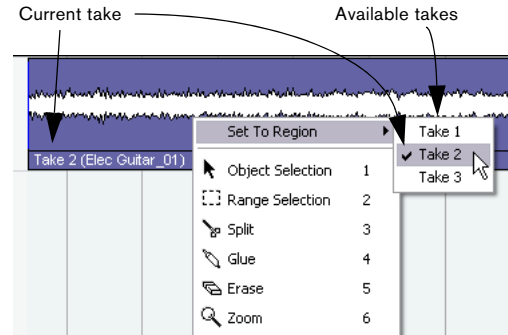 Current take
Available takes
Set To Region
Take 1
Take 2 (Elec Guitar_01)
Take 2
Object Selection 1
Take 3
Range Selection 2
Split 3
Glue 4
Erase 5
Zoom 6